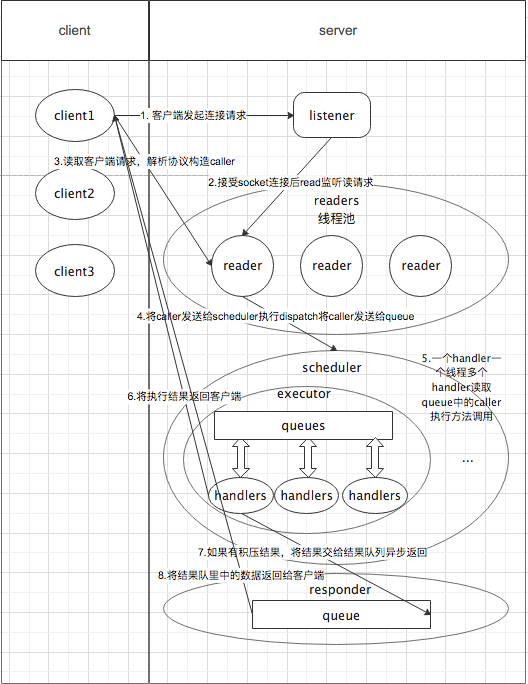 client
server
client1
1. 客户端发起连接请求
listener
3.读取客户端请求，解析协议构造caller
2.接受socket连接后read监听读请求
client2
readers
线程池
client3
reader
reader
reader
4.将caller发送给scheduler执行dispatch将caller发送给queue
scheduler
5.一个handler一
个线程多个
handler读取
queue中的caller
执行方法调用
6.将执行结果返回客户端
executor
queues
...
handlers
handlers
handlers
7.如果有积压结果，将结果交给结果队列异步返回
8.将结果队里中的数据返回给客户端
responder
queue